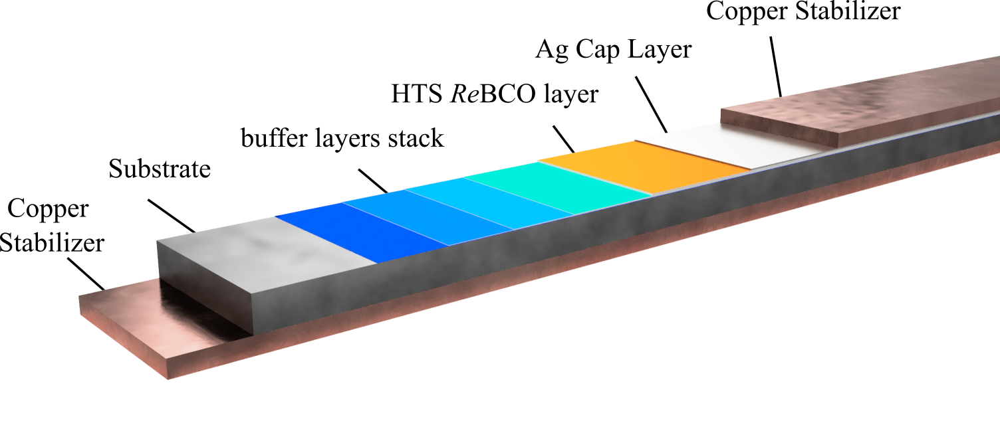 Copper Stabilizer
Ag Cap Layer
HTS ReBCO layer
buffer layers stack
Substrate
Copper
Stabilizer